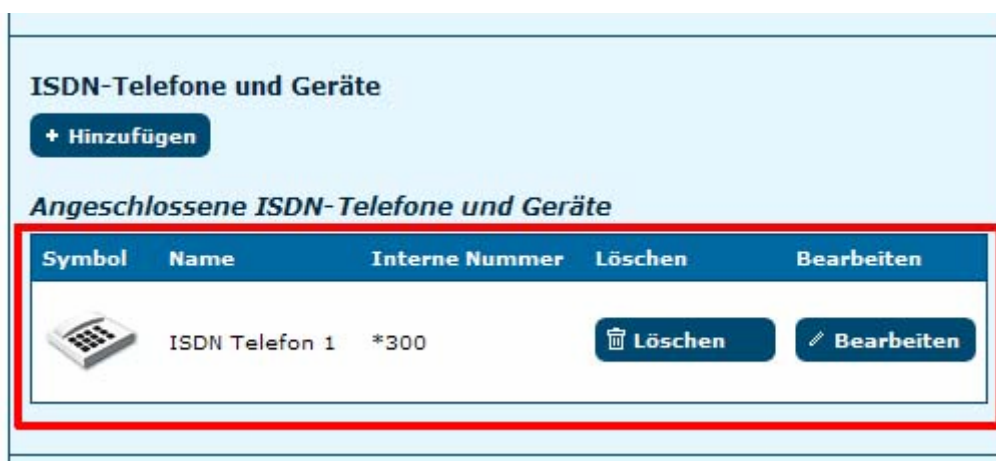 ISDN-Telefone und Geräte
+ Hinzufügen
Angeschlossene ISDN-Telefone und Geräte
Symbol Name Interne Nummer Löschen Bearbeiten
ISDN Telefon 1 *300 Löschen Bearbeiten